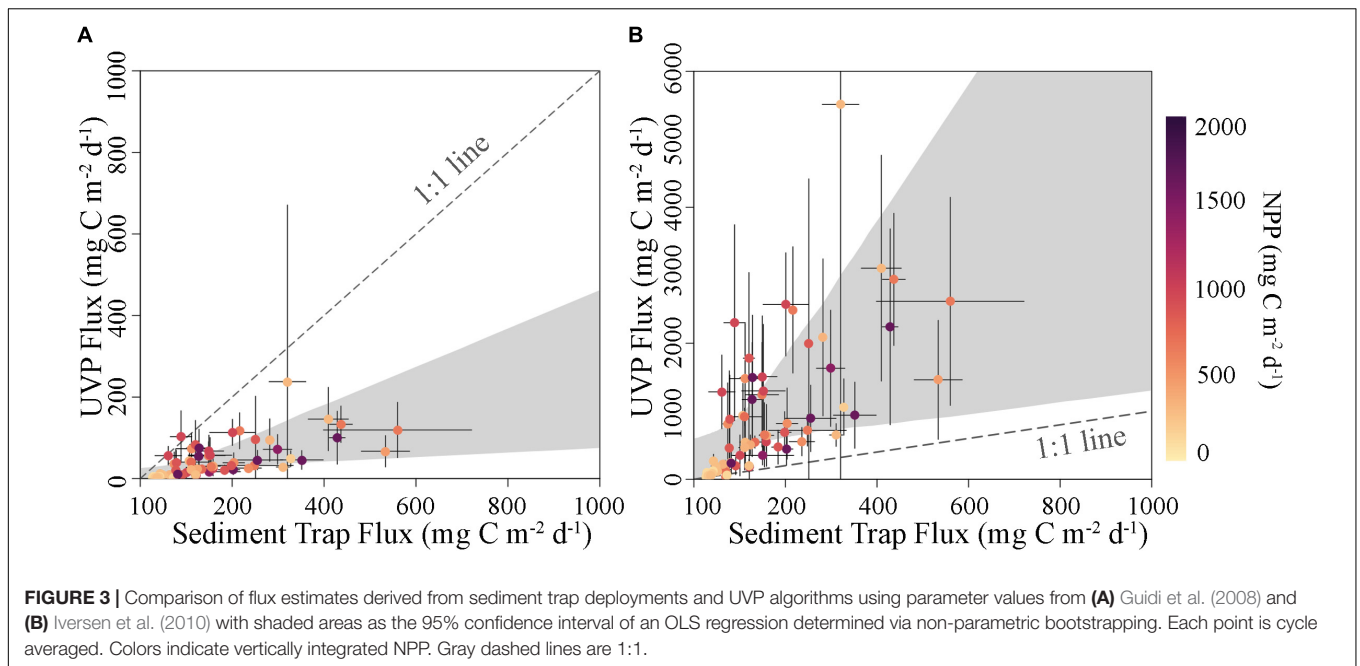 A
B
1000
800
600
400
200
0
UVP Flux (mg C m-2 d-1)
1:1 line
100 200 400 600 800 1000
Sediment Trap Flux (mg C m-2 d-1)
6000
5000
4000
2000
1000
0
UVP Flux (mg C m-2 d-1)
1:1 line
100 200 400 600 800 1000
Sediment Trap Flux (mg C m-2 d-1)
2000
1500
1000
500
0
NPP (mg C m-2 d-1)
FIGURE 3 | Comparison of flux estimates derived from sediment trap deployments and UVP algorithms using parameter values from (A) Guidi et al. (2008) and
(B) Iversen et al. (2010) with shaded areas as the 95% confidence interval of an OLS regression determined via non-parametric bootstrapping. Each point is cycle
averaged. Colors indicate vertically integrated NPP. Gray dashed lines are 1:1.